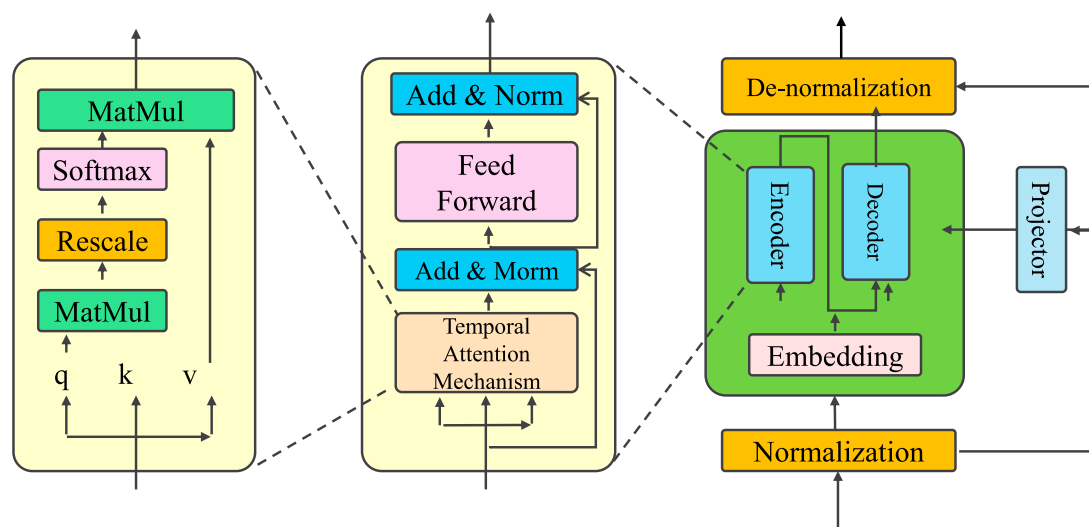 MatMul
Softmax
Rescale
MatMul
q k v
Add & Norm
Feed
Forward
Add & Morm
Temporal
Attention
Mechanism
De-normalization
Encoder
Decoder
Projector
Embedding
Normalization